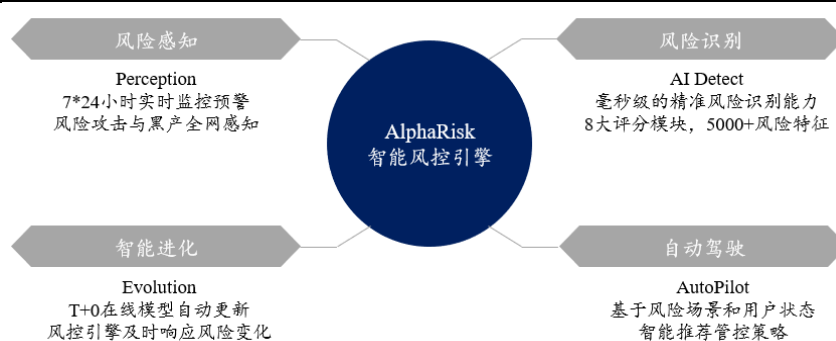 风险感知
Perception
7*24小时实时监控预警
风险攻击与黑产全网感知
风险识别
AI Detect
毫秒级的精准风险识别能力
8大评分模块，5000+风险特征
AlphaRisk
智能风控引擎
智能进化
Evolution
T+0在线模型自动更新
风控引擎及时响应风险变化
自动驾驶
AutoPilot
基于风险场景和用户状态
智能推荐管控策略